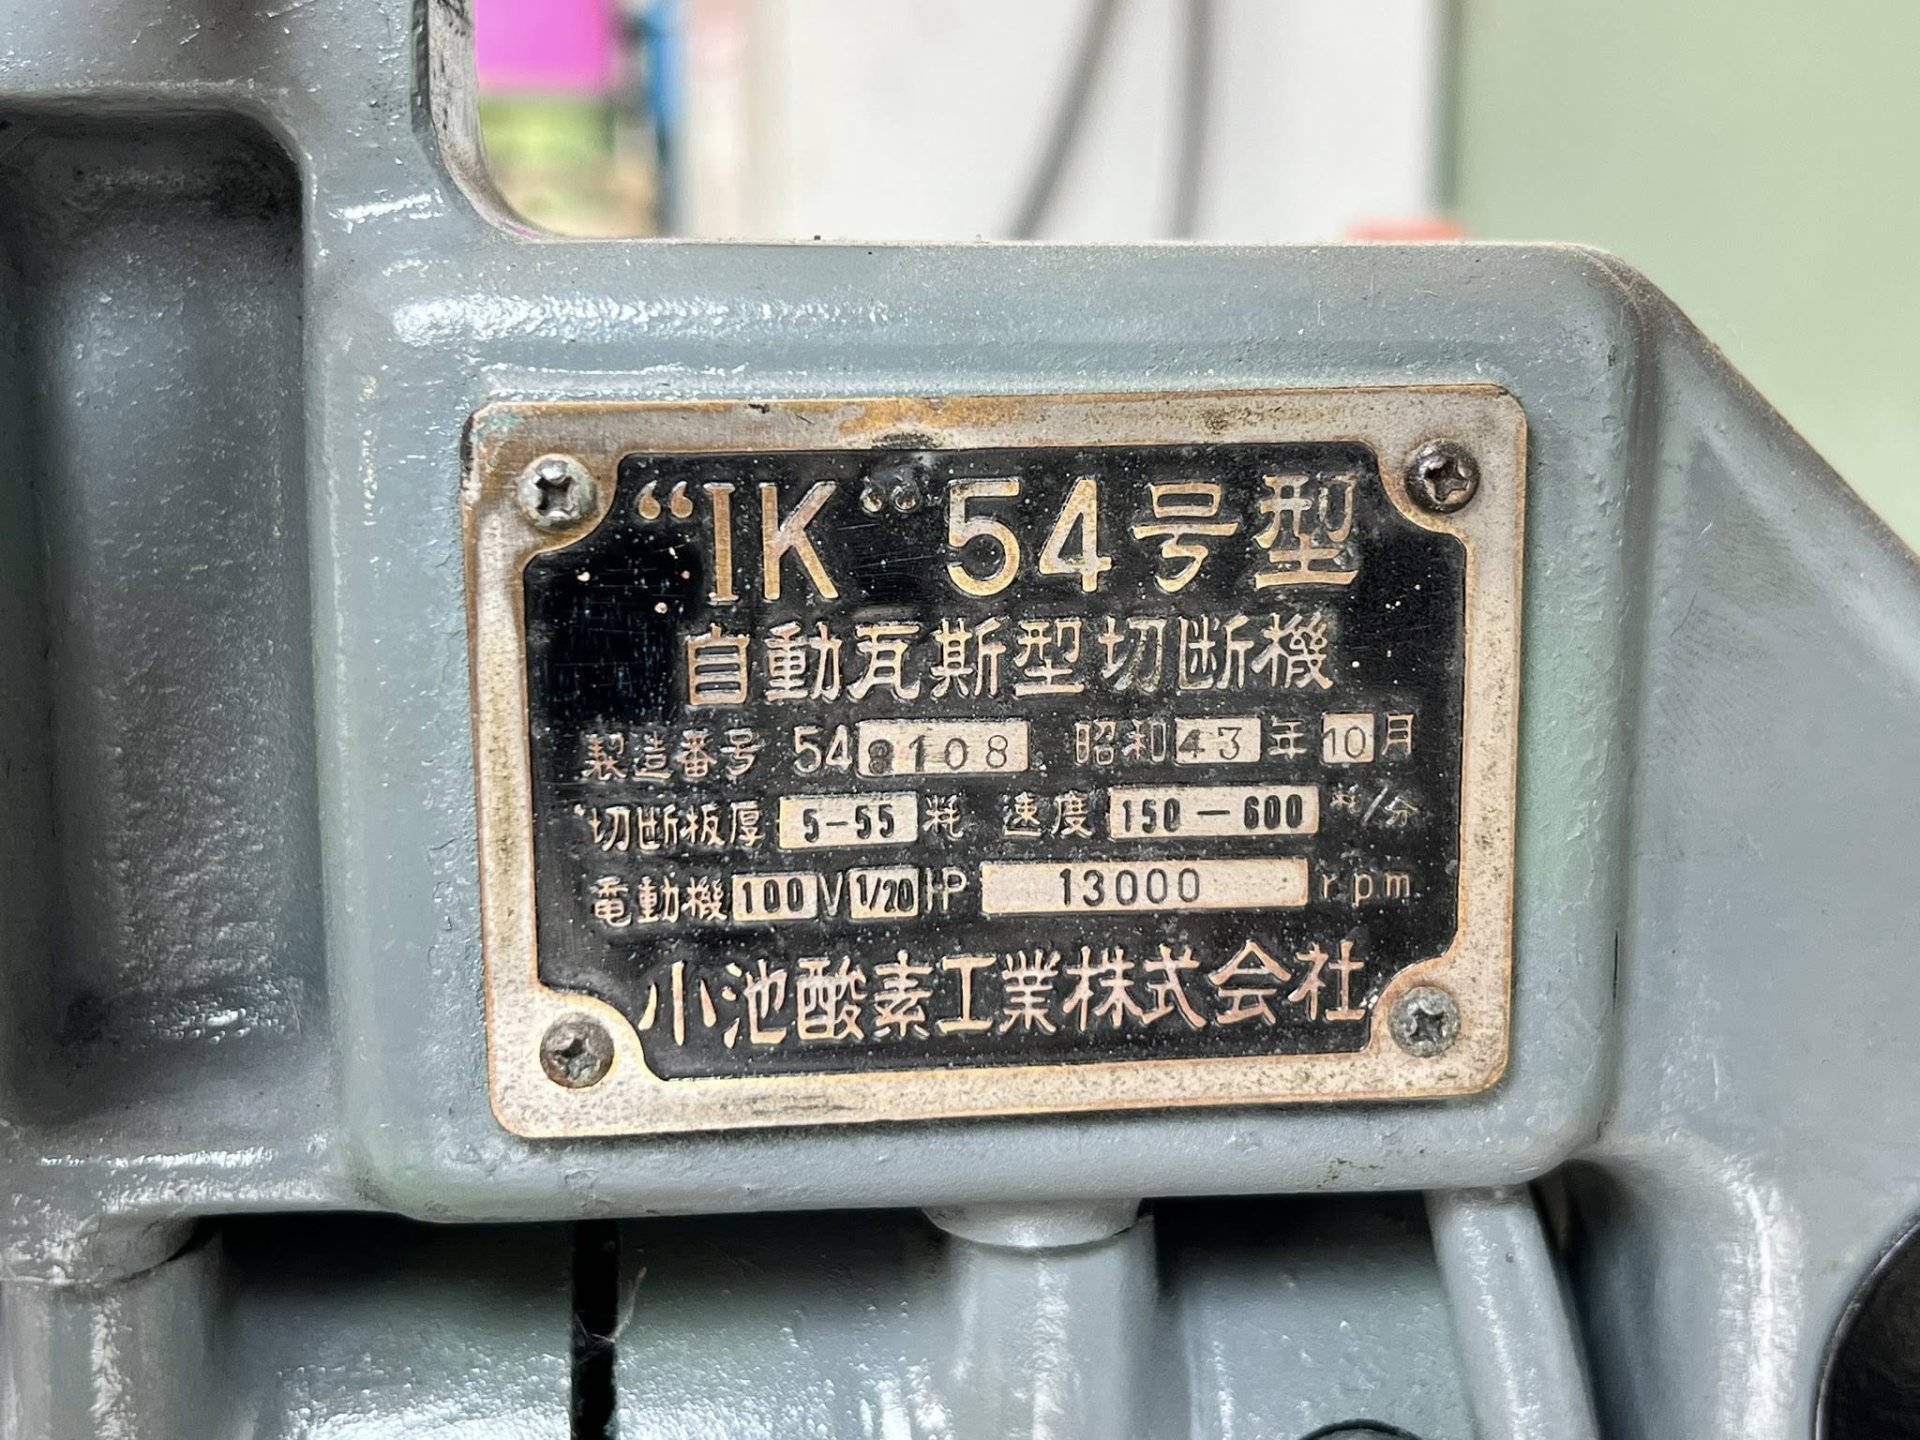 “IK“ 54号型
自動瓦斯型切断機
製造番号 548108 昭和43年10月
切断板厚 5-55 粍 速度 150-600 粍/分
電動機 100 V 1/20 HP 13000 rpm
小池酸素工業株式会社